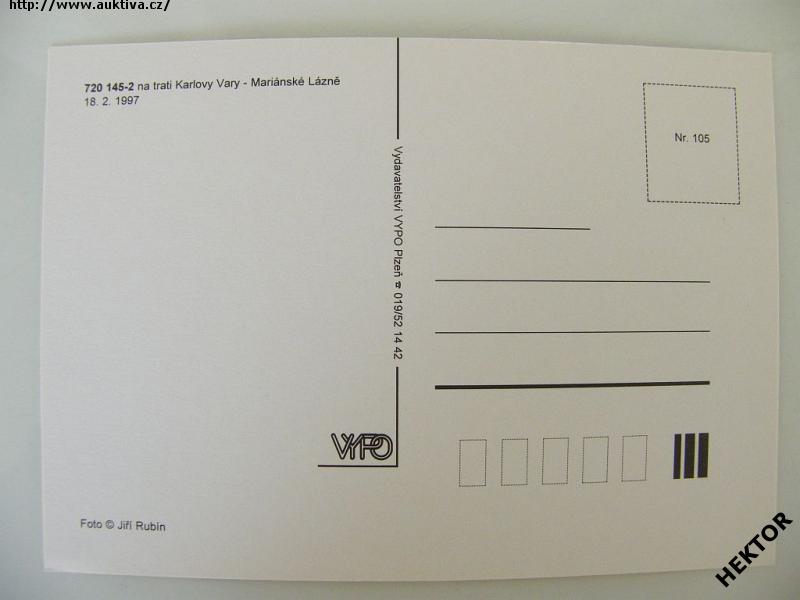 http://www.auktiva.cz/
720 145-2 na trati Karlovy Vary - Mariánské Lázně
18. 2. 1997
Nr. 105
Vydavatelství VYPO Plzeň ☎ 019/52 14 42
VYPO
Foto © Jiří Rubín
HEKTOR